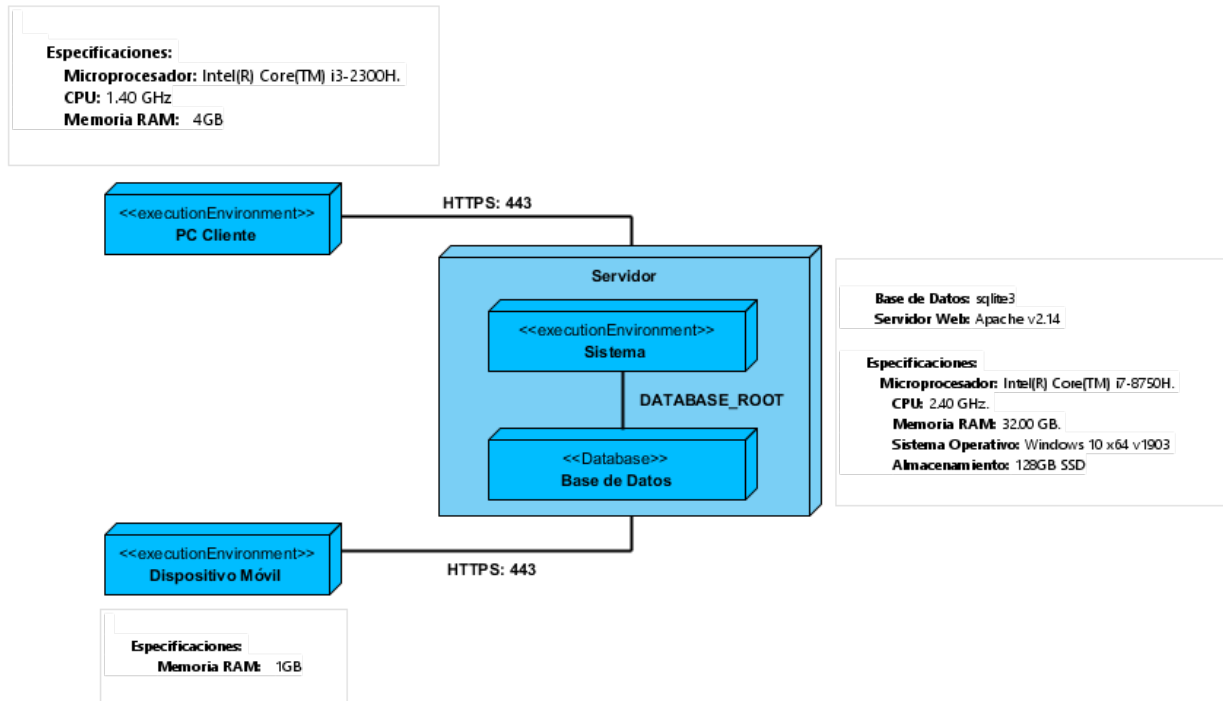 Especificaciones:
Microprocesador: Intel(R) Core(TM) i3-2300H.
CPU: 1.40 GHz
Memoria RAM: 4GB
HTTPS: 443
<<executionEnvironment>>
PC Cliente
Servidor
<<executionEnvironment>>
Sistema
DATABASE_ROOT
<<Database>>
Base de Datos
Base de Datos: sqlite3
Servidor Web: Apache v2.14
Especificaciones:
Microprocesador: Intel(R) Core(TM) i7-8750H.
CPU: 2.40 GHz.
Memoria RAM: 32.00 GB.
Sistema Operativo: Windows 10 x64 v1903
Almacenamiento: 128GB SSD
<<executionEnvironment>>
Dispositivo Móvil
HTTPS: 443
Especificaciones:
Memoria RAM: 1GB